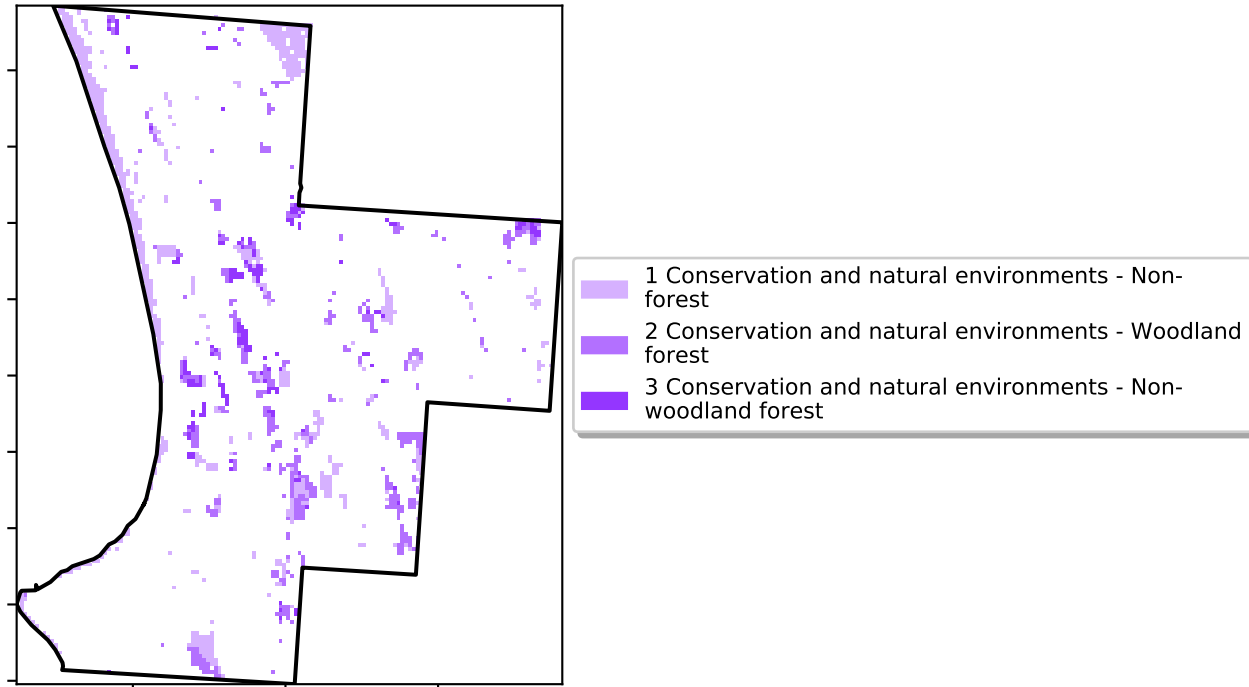 1 Conservation and natural environments - Non-
forest
2 Conservation and natural environments - Woodland
forest
3 Conservation and natural environments - Non-
woodland forest